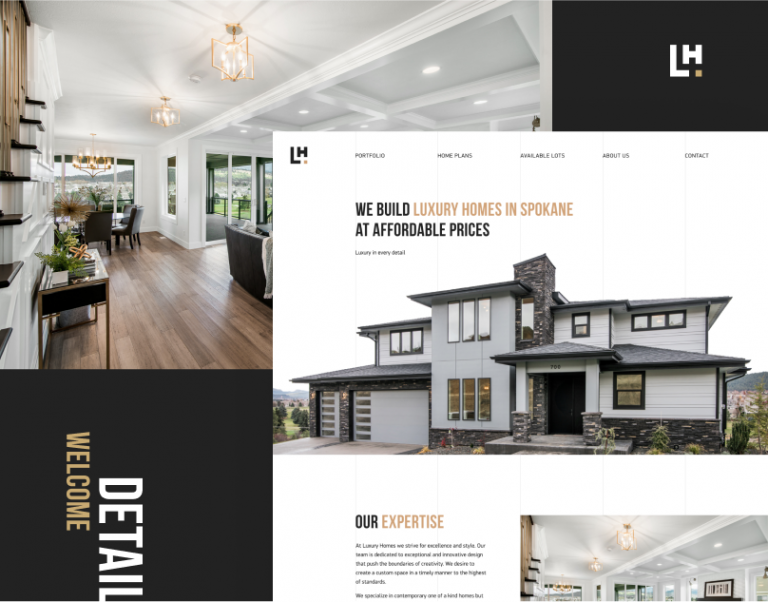 LH
LH
PORTFOLIO
HOME PLANS
AVAILABLE LOTS
ABOUT US
CONTACT
WE BUILD LUXURY HOMES IN SPOKANE
AT AFFORDABLE PRICES
Luxury in every detail
700
WELCOME
DETAIL
OUR EXPERTISE
At Luxury Homes we strive for excellence and style. Our
team is dedicated to exceptional and innovative design
that push the boundaries of creativity. We desire to
create a custom space in a timely manner to the highest
of standards.
We specialize in contemporary one of a kind homes but